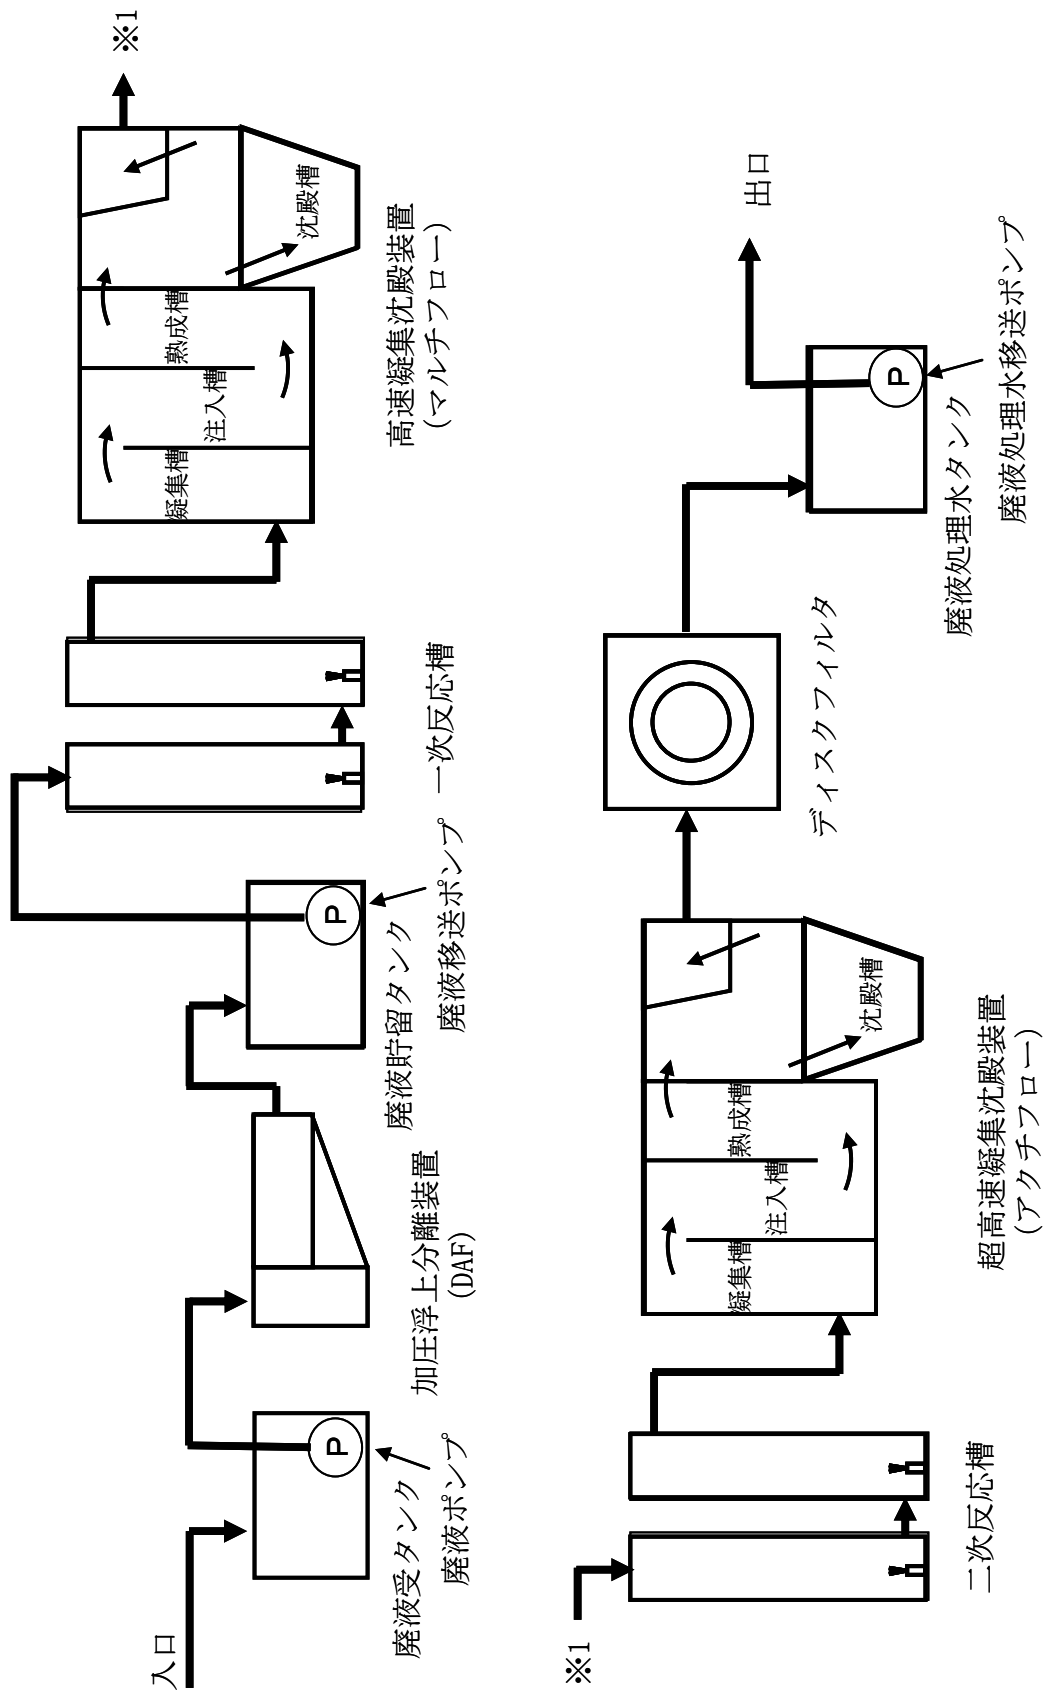 入口
P
廃液受タンク
廃液ポンプ
加圧浮上分離装置
(DAF)
P
廃液貯留タンク
廃液移送ポンプ
一次反応槽
凝集槽
注入槽
熟成槽
沈殿槽
高速凝集沈殿装置
(マルチフロー)
※1
※1
二次反応槽
凝集槽
注入槽
熟成槽
沈殿槽
超高速凝集沈殿装置
(アクチフロー)
ディスクフィルタ
P
廃液処理水タンク
廃液処理水移送ポンプ
出口